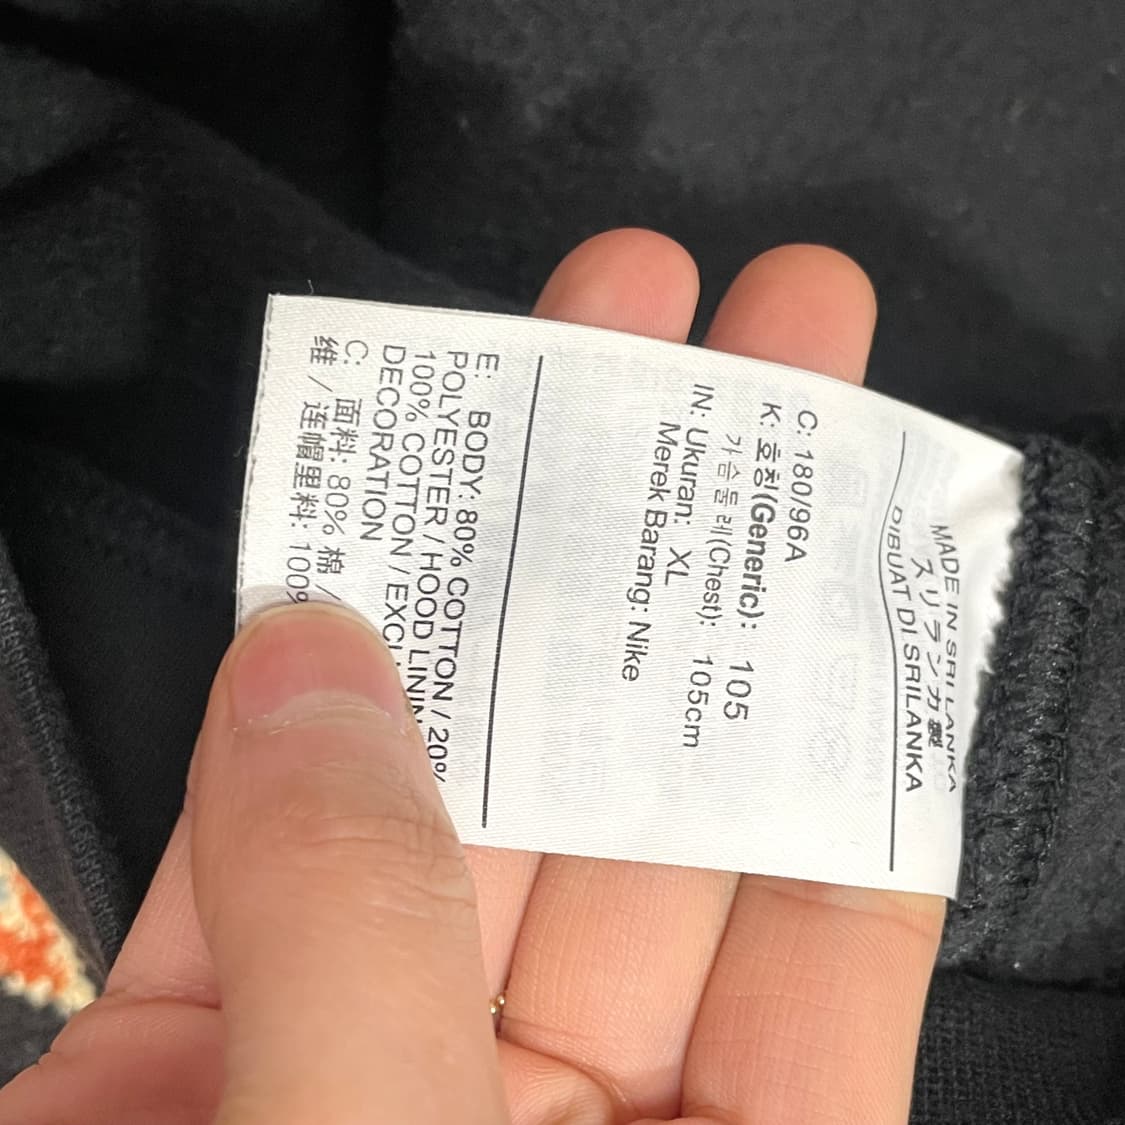 MADE IN SRI LANKA
スリランカ製
DIBUAT DI SRILANKA
C: 180/96A
K: 호칭(Generic): 105
가슴둘레(Chest): 105cm
IN: Ukuran: XL
Merek Barang: Nike
E: BODY: 80% COTTON / 20%
POLYESTER / HOOD LINING
100% COTTON / EXCL
DECORATION
C: 面料: 80% 棉 /
维 / 连帽里料: 100%